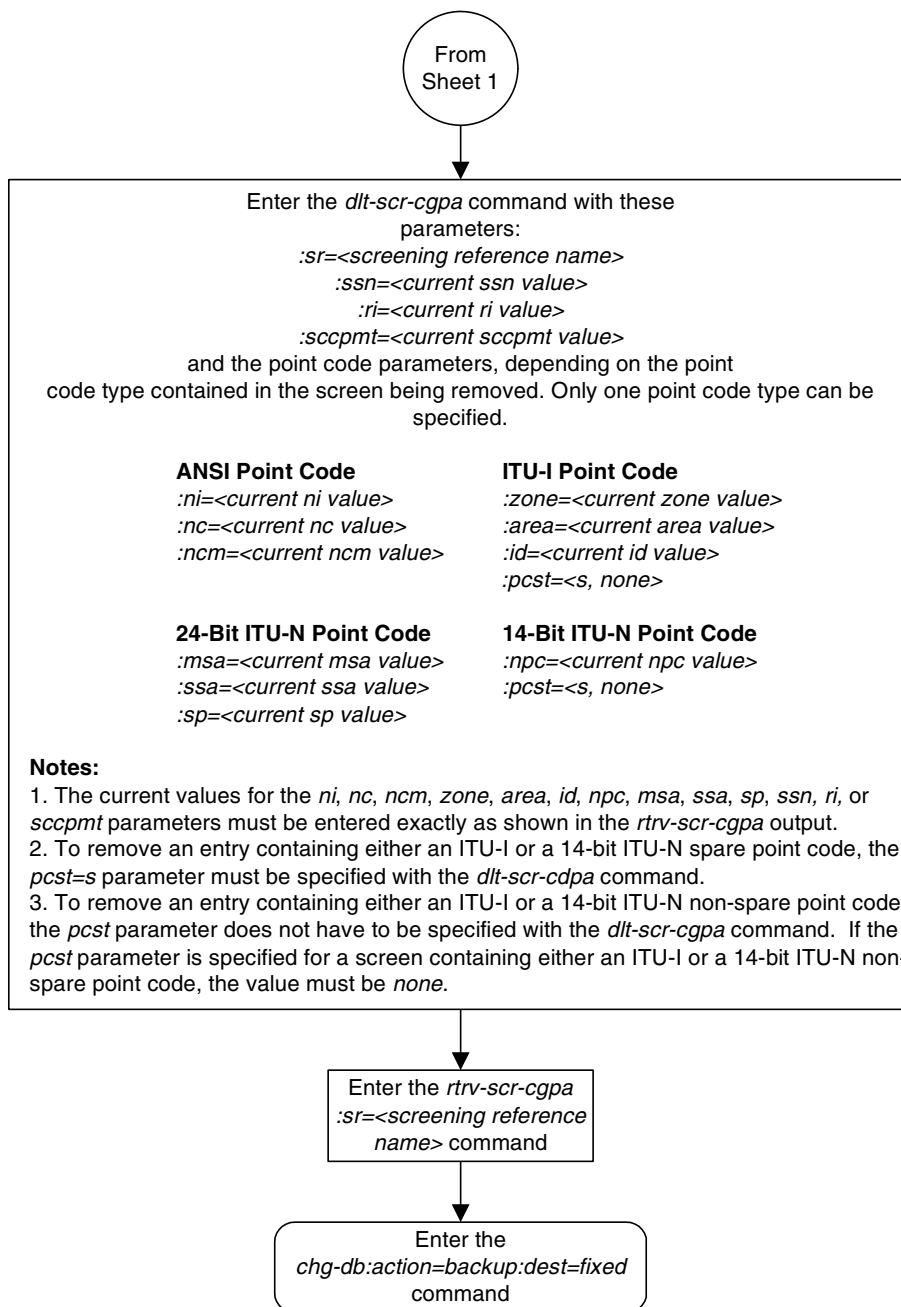 From
Sheet 1
Enter the dlt-scr-cgpa command with these
parameters:
:sr=<screening reference name>
:ssn=<current ssn value>
:ri=<current ri value>
:sccpmt=<current sccpmt value>
and the point code parameters, depending on the point
code type contained in the screen being removed. Only one point code type can be
specified.
ANSI Point Code
:ni=<current ni value>
:nc=<current nc value>
:ncm=<current ncm value>
ITU-I Point Code
:zone=<current zone value>
:area=<current area value>
:id=<current id value>
:pcst=<s, none>
24-Bit ITU-N Point Code
:msa=<current msa value>
:ssa=<current ssa value>
:sp=<current sp value>
14-Bit ITU-N Point Code
:npc=<current npc value>
:pcst=<s, none>
Notes:
1. The current values for the ni, nc, ncm, zone, area, id, npc, msa, ssa, sp, ssn, ri, or
sccpmt parameters must be entered exactly as shown in the rtrv-scr-cgpa output.
2. To remove an entry containing either an ITU-I or a 14-bit ITU-N spare point code, the
pcst=s parameter must be specified with the dlt-scr-cdpa command.
3. To remove an entry containing either an ITU-I or a 14-bit ITU-N non-spare point code
the pcst parameter does not have to be specified with the dlt-scr-cgpa command. If the
pcst parameter is specified for a screen containing either an ITU-I or a 14-bit ITU-N non-
spare point code, the value must be none.
Enter the rtrv-scr-cgpa
:sr=<screening reference
name> command
Enter the
chg-db:action=backup:dest=fixed
command